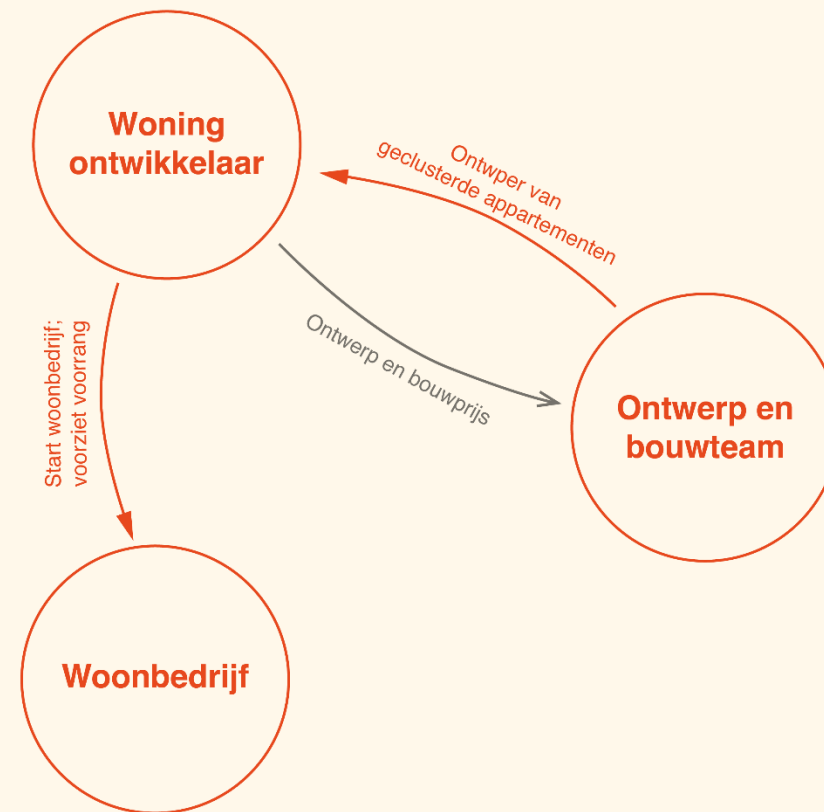 Woning
ontwikkelaar
Ontwper van
geclusterde appartementen
Ontwerp en bouwprijs
Start woonbedrijf;
voorziet voorrang
Ontwerp en
bouwteam
Woonbedrijf